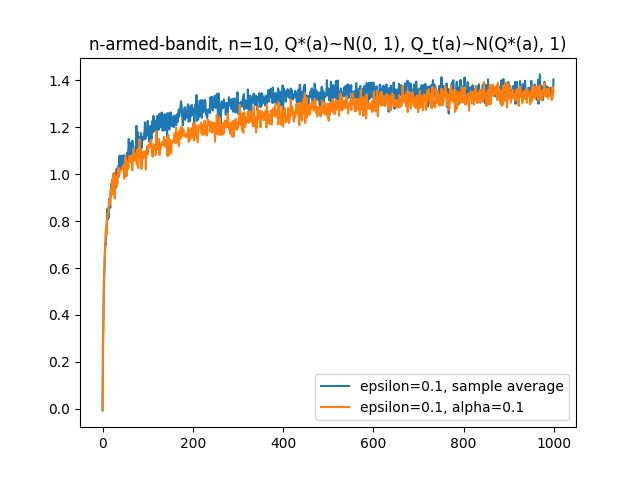 n-armed-bandit, n=10, Q*(a)~N(0, 1), Q_t(a)~N(Q*(a), 1)
1.4
1.2
1.0
0.8
0.6
0.4
0.2
0.0
epsilon=0.1, sample average
epsilon=0.1, alpha=0.1
0 200 400 600 800 1000